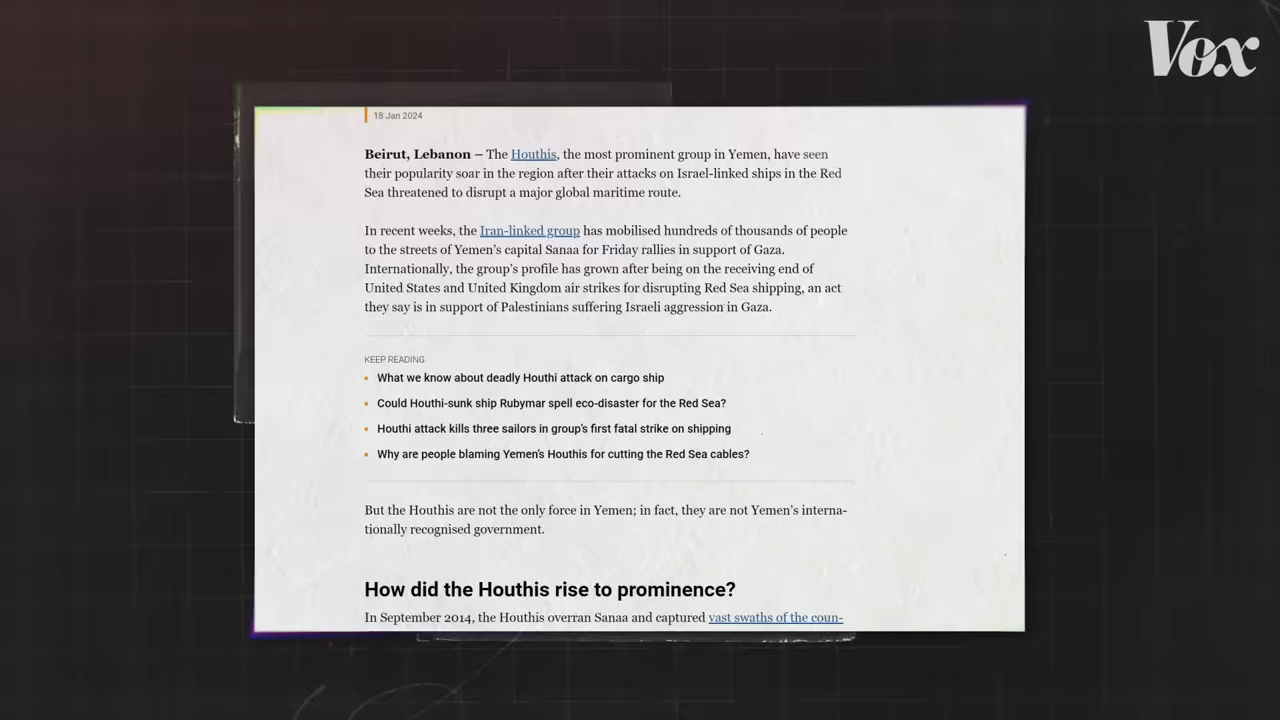 Vox
18 Jan 2024
Beirut, Lebanon – The Houthis, the most prominent group in Yemen, have seen
their popularity soar in the region after their attacks on Israel-linked ships in the Red
Sea threatened to disrupt a major global maritime route.
In recent weeks, the Iran-linked group has mobilised hundreds of thousands of people
to the streets of Yemen’s capital Sanaa for Friday rallies in support of Gaza.
Internationally, the group’s profile has grown after being on the receiving end of
United States and United Kingdom air strikes for disrupting Red Sea shipping, an act
they say is in support of Palestinians suffering Israeli aggression in Gaza.
KEEP READING
What we know about deadly Houthi attack on cargo ship
Could Houthi-sunk ship Rubymar spell eco-disaster for the Red Sea?
Houthi attack kills three sailors in group’s first fatal strike on shipping
Why are people blaming Yemen’s Houthis for cutting the Red Sea cables?
But the Houthis are not the only force in Yemen; in fact, they are not Yemen’s interna-
tionally recognised government.
How did the Houthis rise to prominence?
In September 2014, the Houthis overran Sanaa and captured vast swaths of the coun-